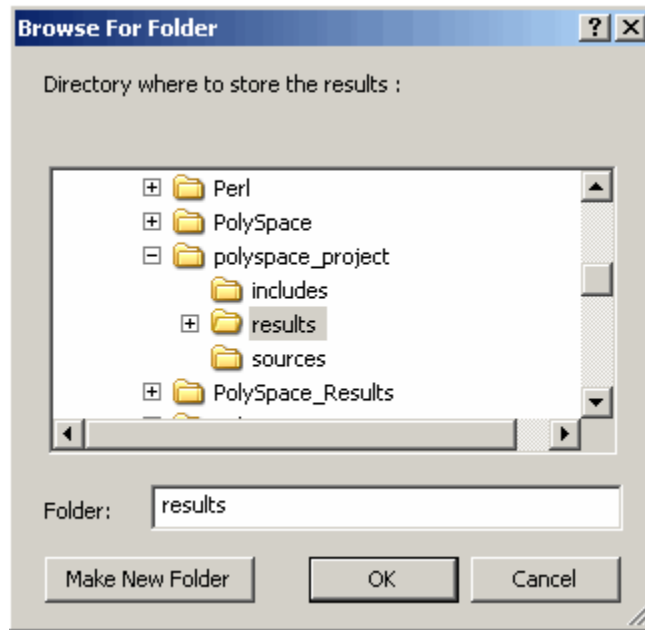 Browse For Folder
Directory where to store the results :
Perl
PolySpace
polyspace_project
includes
results
sources
PolySpace_Results
Folder: results
Make New Folder OK Cancel